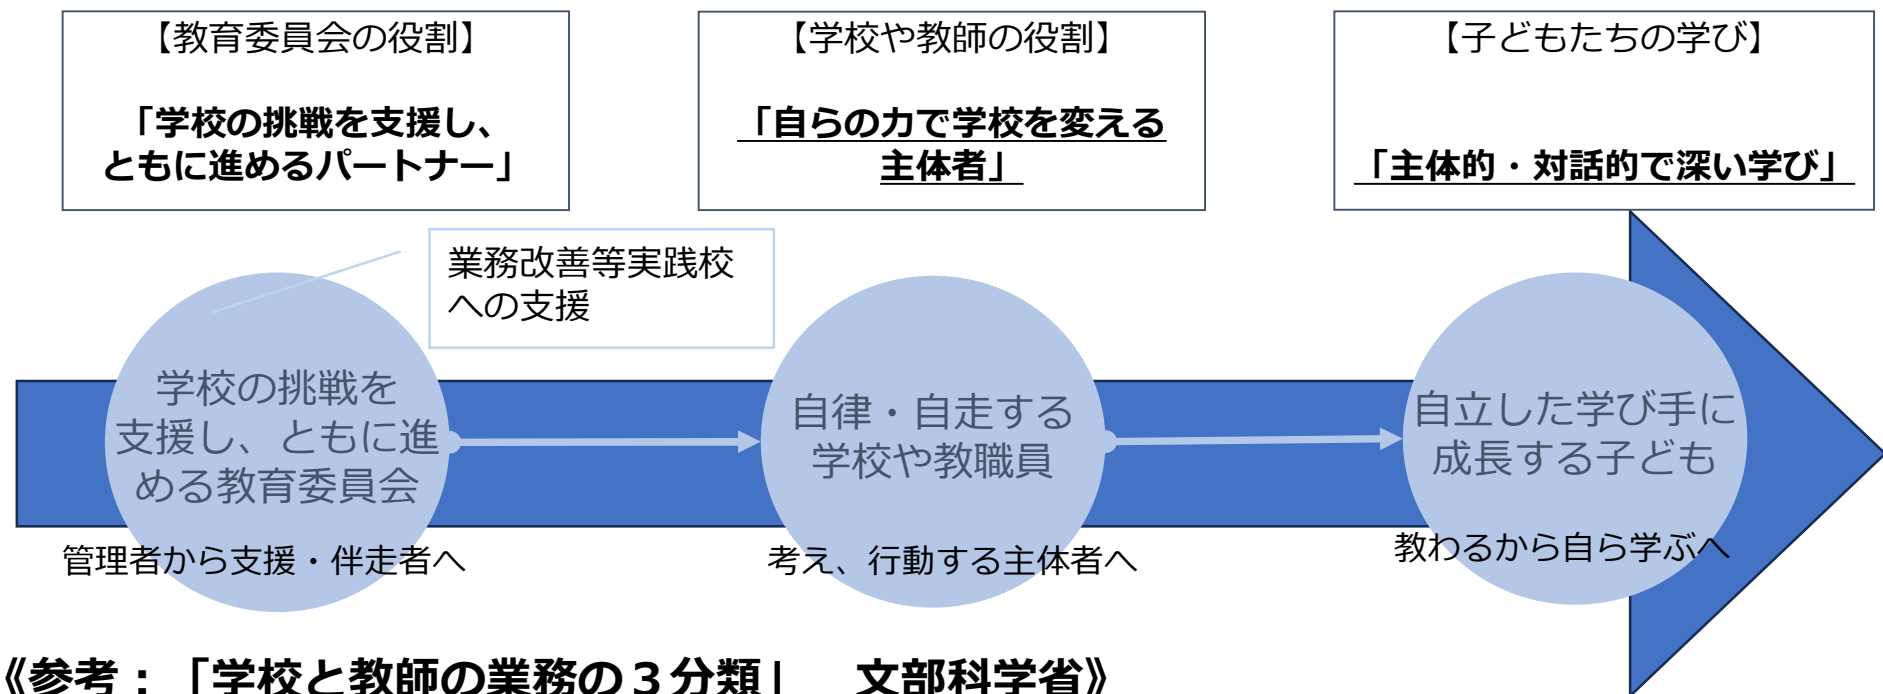 【教育委員会の役割】
「学校の挑戦を支援し、
ともに進めるパートナー」
【学校や教師の役割】
「自らの力で学校を変える
主体者」
【子どもたちの学び】
「主体的・対話的で深い学び」
業務改善等実践校
への支援
学校の挑戦を
支援し、ともに進
める教育委員会
自律・自走する
学校や教職員
自立した学び手に
成長する子ども
管理者から支援・伴走者へ
考え、行動する主体者へ
教わるから自ら学ぶへ
《参考：「学校と教師の業務の３分類」　文部科学省》